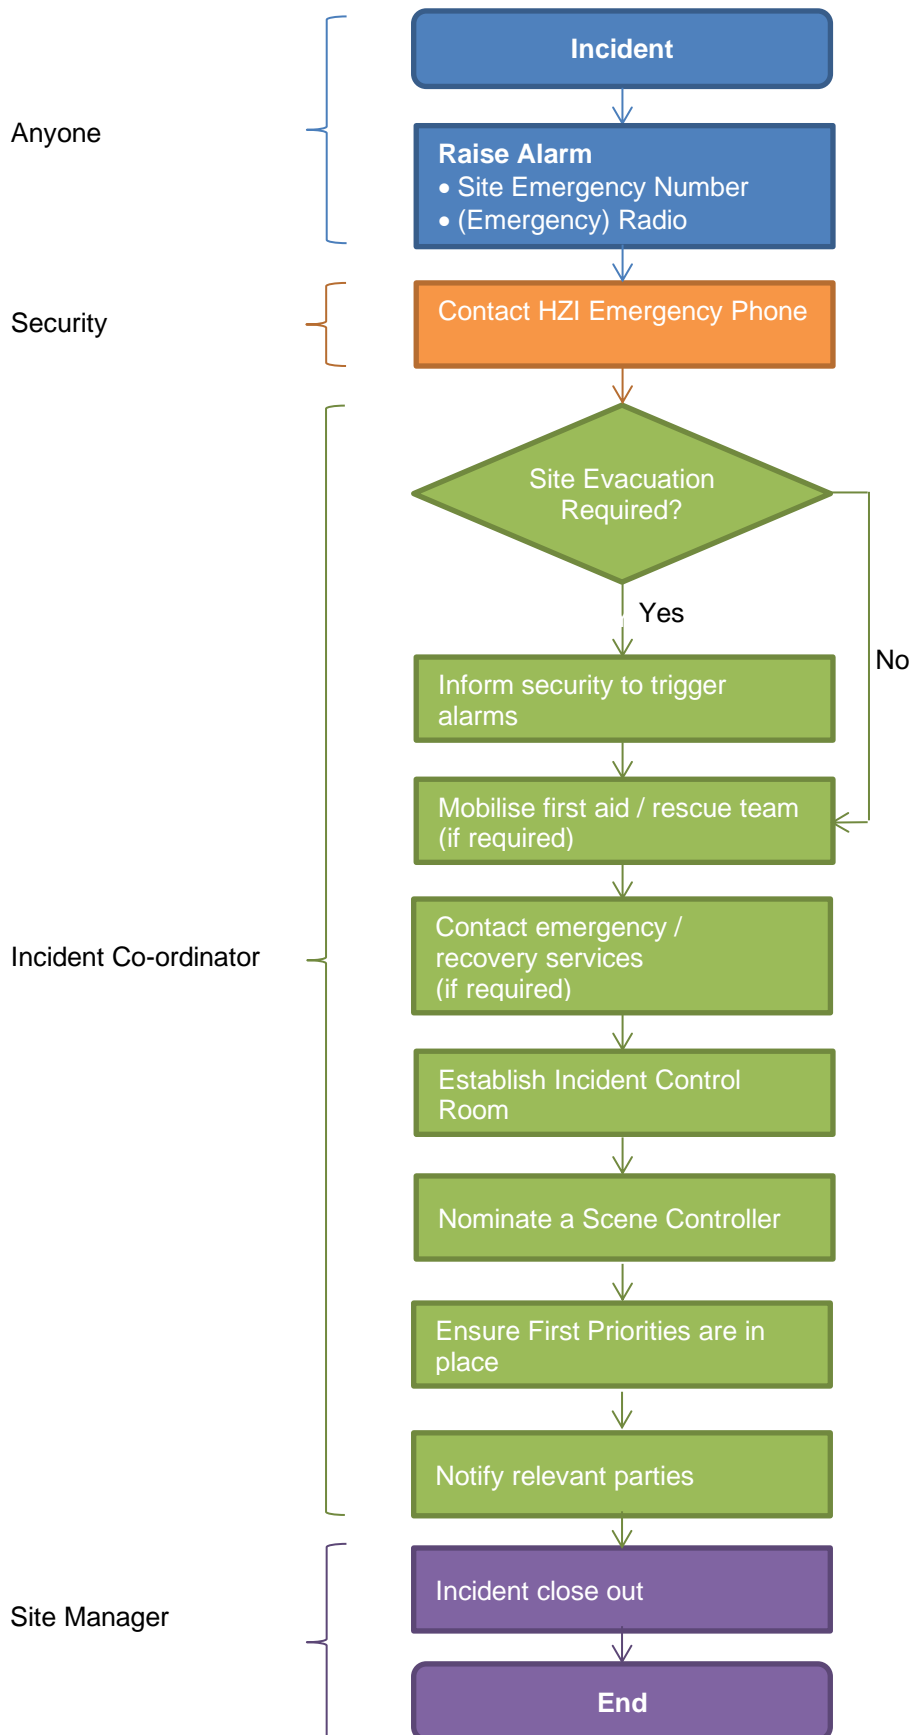 Incident
Anyone
Raise Alarm
• Site Emergency Number
• (Emergency) Radio
Security
Contact HZI Emergency Phone
Site Evacuation
Required?
Yes
No
Inform security to trigger
alarms
Mobilise first aid / rescue team
(if required)
Incident Co-ordinator
Contact emergency /
recovery services
(if required)
Establish Incident Control
Room
Nominate a Scene Controller
Ensure First Priorities are in
place
Notify relevant parties
Site Manager
Incident close out
End